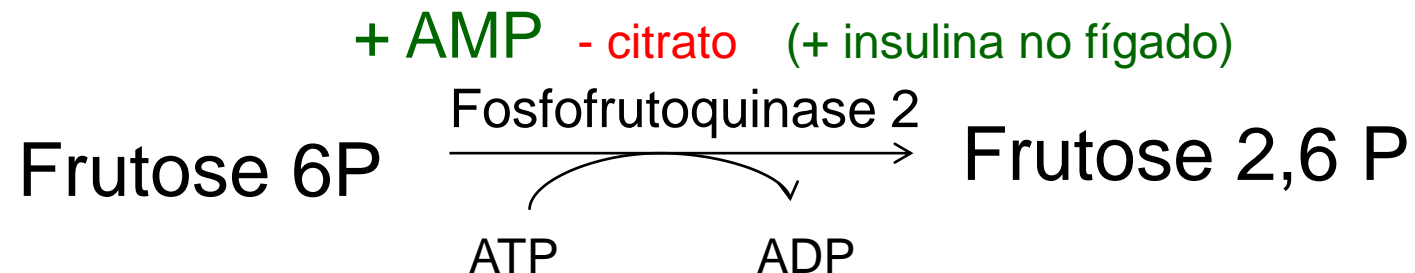 + AMP - citrato (+ insulina no fígado)
Fosfofrutoquinase 2
Frutose 6P Frutose 2,6 P
ATP ADP